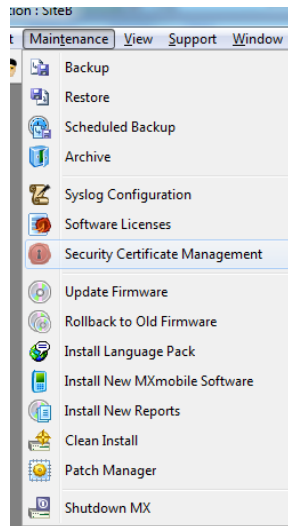 ion : SiteB
t Maintenance View Support Window
Backup
Restore
Scheduled Backup
Archive
Syslog Configuration
Software Licenses
Security Certificate Management
Update Firmware
Rollback to Old Firmware
Install Language Pack
Install New MXmobile Software
Install New Reports
Clean Install
Patch Manager
Shutdown MX